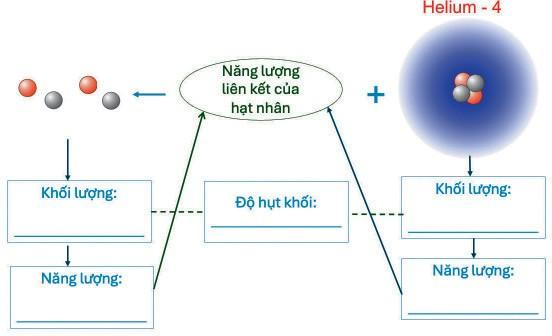 Helium - 4
Năng lượng
liên kết của
hạt nhân
+
Khối lượng:
Độ hụt khối:
Khối lượng:
Năng lượng:
Năng lượng: